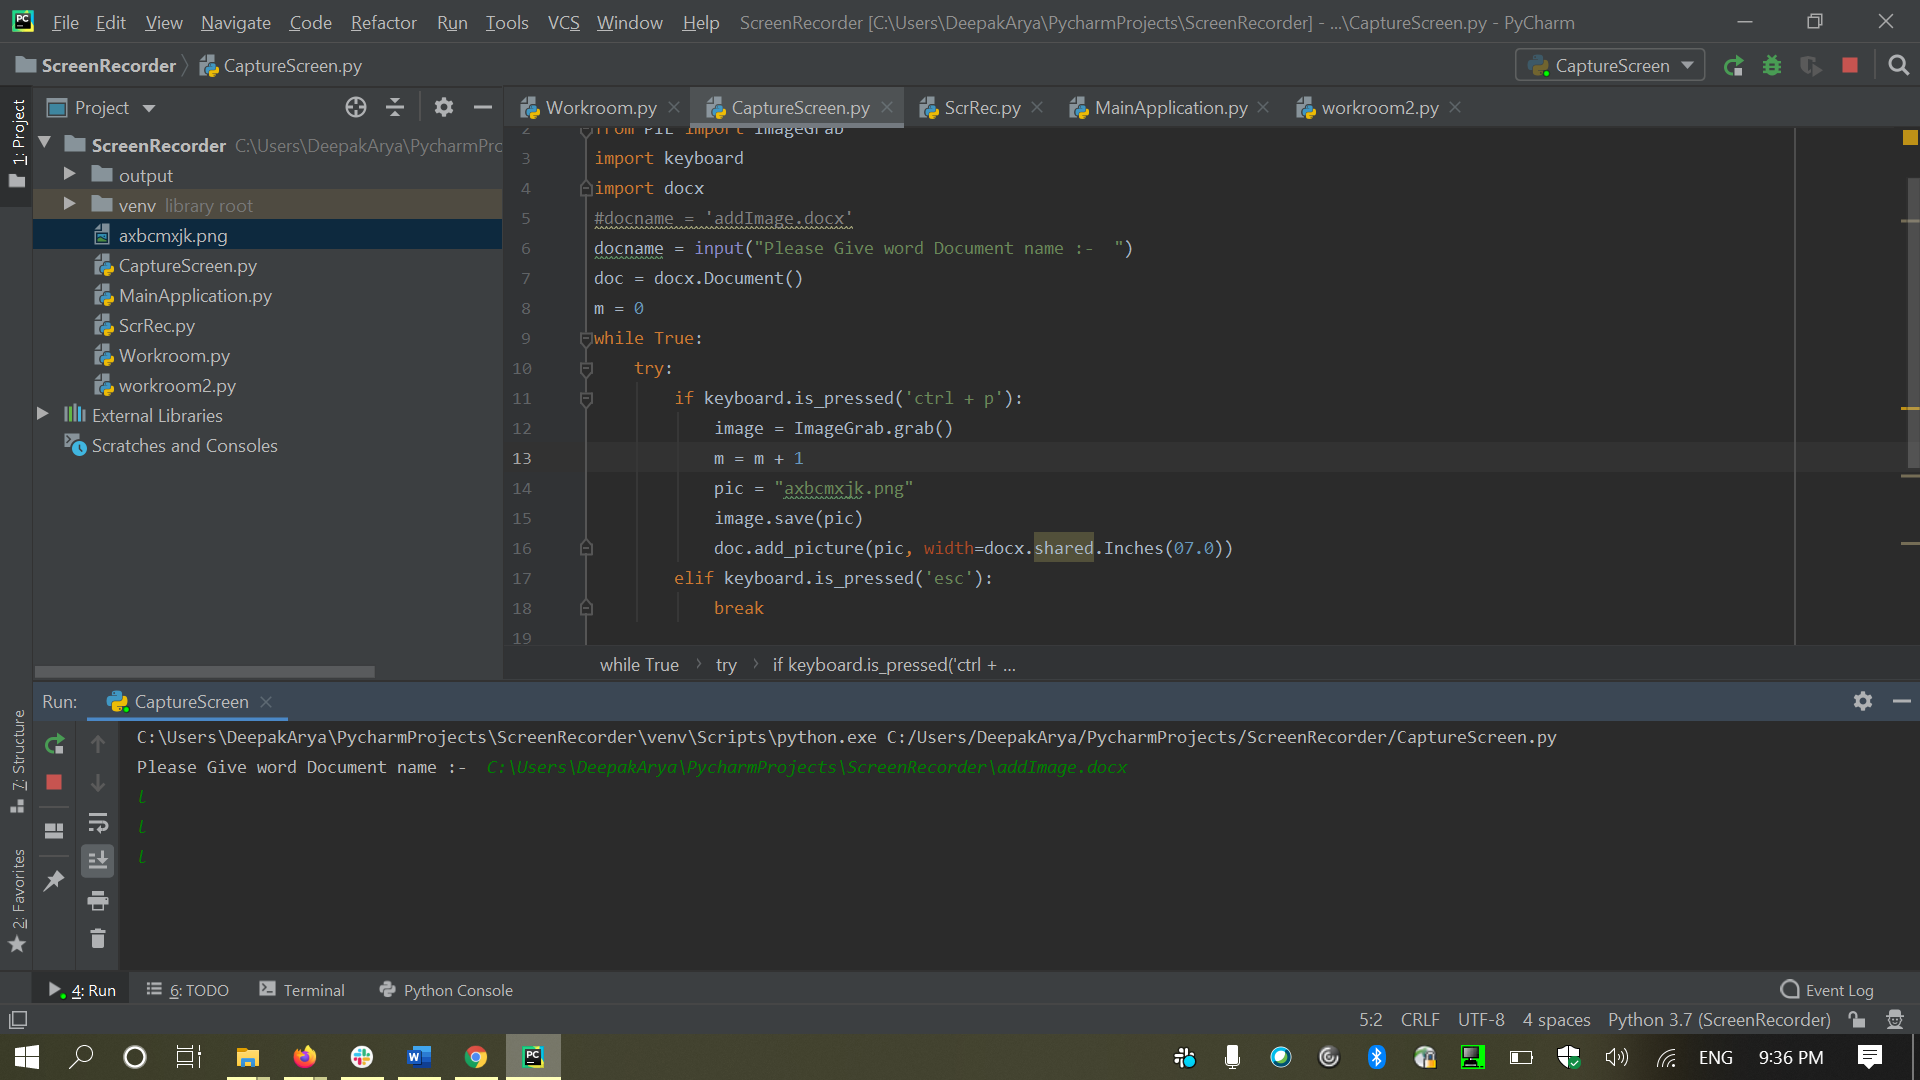 File Edit View Navigate Code Refactor Run Tools VCS Window Help ScreenRecorder [C:\Users\DeepakArya\PycharmProjects\ScreenRecorder] - ...\CaptureScreen.py - PyCharm
ScreenRecorder CaptureScreen.py CaptureScreen
1: Project
Project
Workroom.py CaptureScreen.py ScrRec.py MainApplication.py workroom2.py
ScreenRecorder C:\Users\DeepakArya\PycharmPro
output
venv library root
axbcmxjk.png
CaptureScreen.py
MainApplication.py
ScrRec.py
Workroom.py
workroom2.py
External Libraries
Scratches and Consoles
2 from PIL import ImageGrab
3 import keyboard
4 import docx
5 #docname = 'addImage.docx'
6 docname = input("Please Give word Document name :-  ")
7 doc = docx.Document()
8 m = 0
9 while True:
10 try:
11 if keyboard.is_pressed('ctrl + p'):
12 image = ImageGrab.grab()
13 m = m + 1
14 pic = "axbcmxjk.png"
15 image.save(pic)
16 doc.add_picture(pic, width=docx.shared.Inches(07.0))
17 elif keyboard.is_pressed('esc'):
18 break
19
while True try if keyboard.is_pressed('ctrl + ...
Run: CaptureScreen
C:\Users\DeepakArya\PycharmProjects\ScreenRecorder\venv\Scripts\python.exe C:/Users/DeepakArya/PycharmProjects/ScreenRecorder/CaptureScreen.py
Please Give word Document name :-  C:\Users\DeepakArya\PycharmProjects\ScreenRecorder\addImage.docx
l
l
l
7: Structure
2: Favorites
4: Run 6: TODO Terminal Python Console Event Log
5:2 CRLF UTF-8 4 spaces Python 3.7 (ScreenRecorder)
ENG 9:36 PM